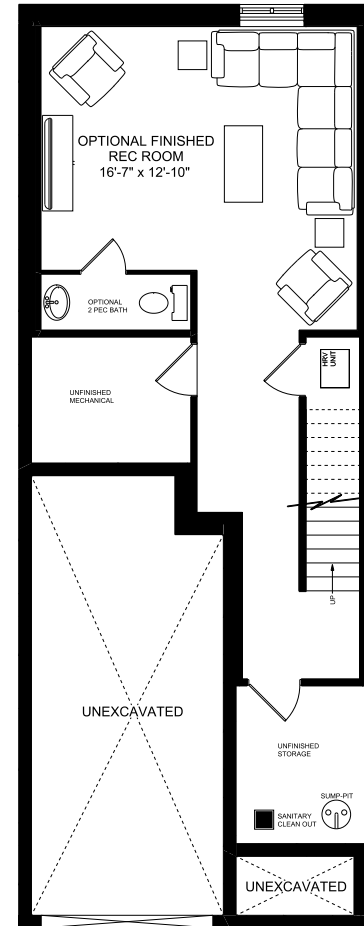 OPTIONAL FINISHED
REC ROOM
16'-7" x 12'-10"
OPTIONAL
2 PEC BATH
HRV
UNIT
UNFINISHED
MECHANICAL
UP
UNEXCAVATED
UNFINISHED
STORAGE
SUMP-PIT
SANITARY
CLEAN OUT
UNEXCAVATED